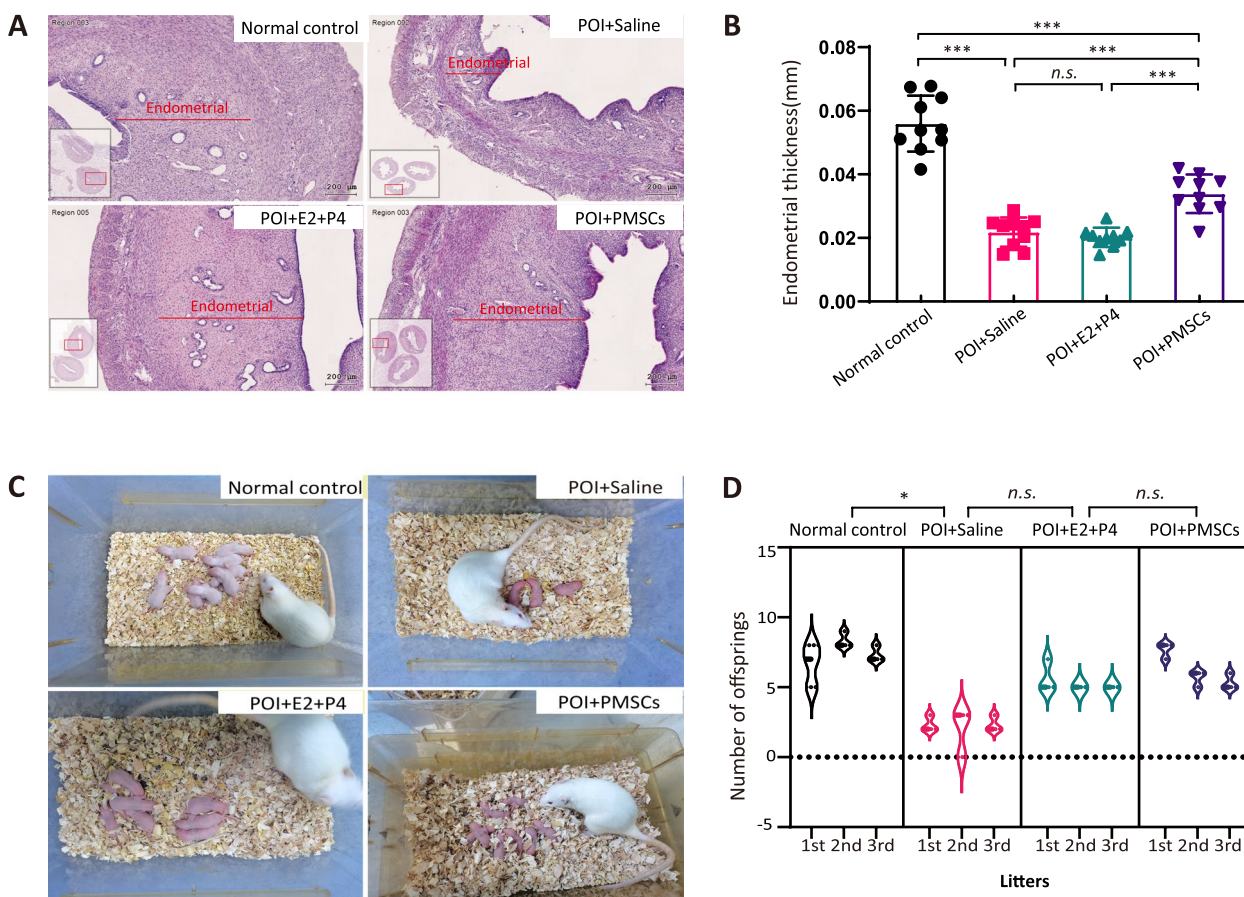 A
Region 003
Normal control
Endometrial
200 μm
POI+Saline
Endometrial
200 μm
Region 005
POI+E2+P4
Endometrial
200 μm
Region 003
POI+PMSCs
Endometrial
200 μm
B
Endometrial thickness(mm)
0.08
0.06
0.04
0.02
0.00
***
***
***
n.s.
***
Normal control
POI+Saline
POI+E2+P4
POI+PMSCs
C
Normal control
POI+Saline
POI+E2+P4
POI+PMSCs
D
*
n.s.
n.s.
Normal control
POI+Saline
POI+E2+P4
POI+PMSCs
Number of offsprings
15
10
5
0
-5
1st 2nd 3rd
1st 2nd 3rd
1st 2nd 3rd
1st 2nd 3rd
Litters